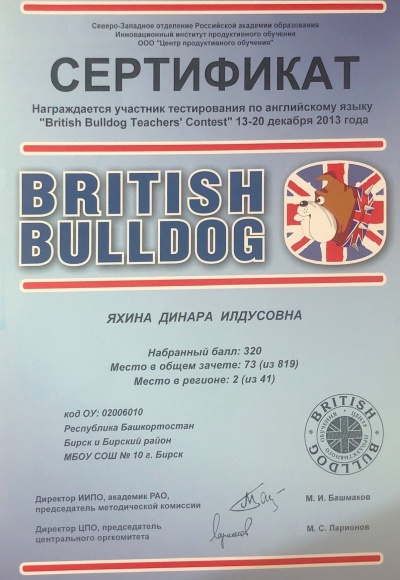 Северо-Западное отделение Российской академии образования
Инновационный институт продуктивного обучения
ООО "Центр продуктивного обучения"
СЕРТИФИКАТ
Награждается участник тестирования по английскому языку
"British Bulldog Teachers' Contest" 13-20 декабря 2013 года
BRITISH
BULLDOG
ЯХИНА ДИНАРА ИЛДУСОВНА
Набранный балл: 320
Место в общем зачете: 73 (из 819)
Место в регионе: 2 (из 41)
код ОУ: 02006010
Республика Башкортостан
Бирск и Бирский район
МБОУ СОШ № 10 г. Бирск
BRITISH
BULLDOG
ЦЕНТР
ПРОДУКТИВНОГО
ОБУЧЕНИЯ
Директор ИИПО, академик РАО,
председатель методической комиссии
М. И. Башмаков
Директор ЦПО, председатель
центрального оргкомитета
М. С. Ларионов